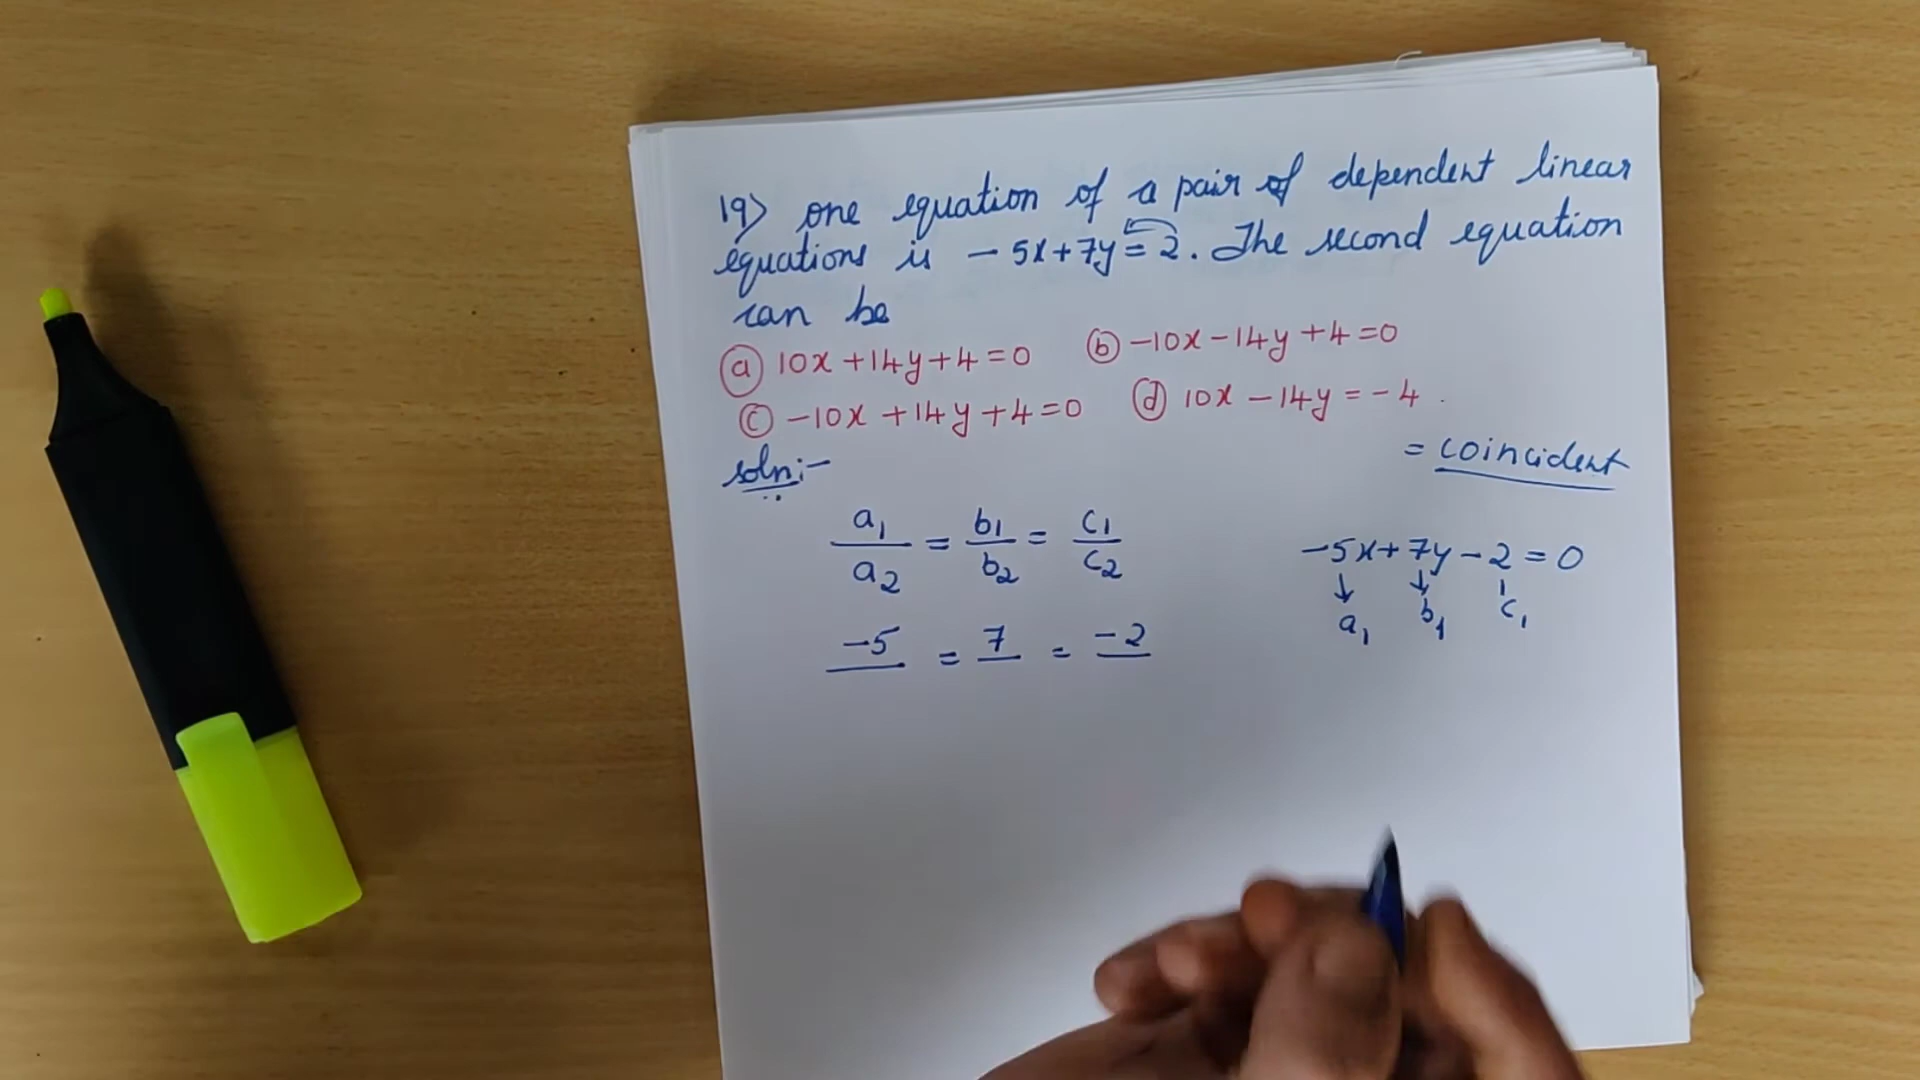 19) one equation of a pair of dependent linear
equations is -5x+7y=2. The second equation
can be
(a) 10x+14y+4=0 (b) -10x-14y+4=0
(c) -10x+14y+4=0 (d) 10x-14y=-4.
soln:-
= coincident
a₁/a₂ = b₁/b₂ = c₁/c₂
-5x+7y-2=0
↓ ↓
a₁ b₁ c₁
-5/ = 7/ = -2/